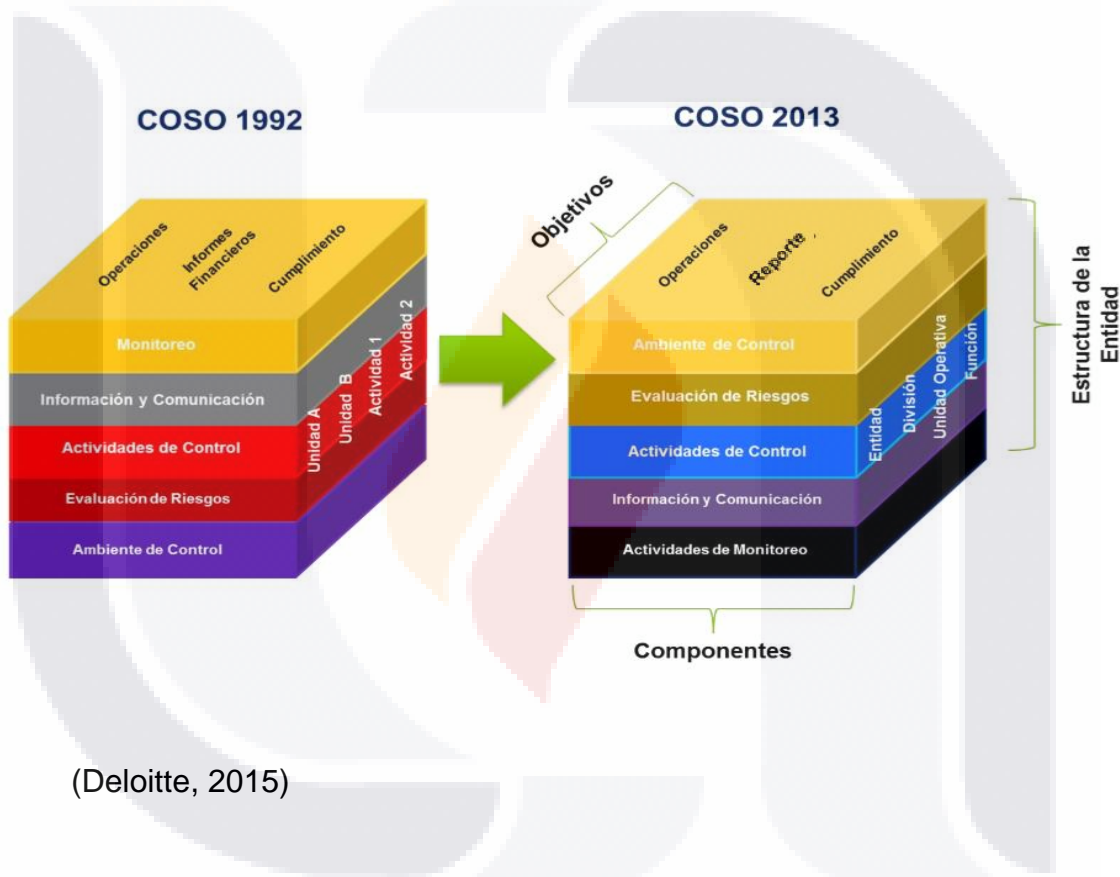 COSO 1992
Operaciones
Informes
Financieros
Cumplimiento
Monitoreo
Información y Comunicación
Actividades de Control
Evaluación de Riesgos
Ambiente de Control
Unidad A
Unidad B
Actividad 1
Actividad 2
COSO 2013
Objetivos
Operaciones
Reporte
Cumplimiento
Ambiente de Control
Evaluación de Riesgos
Actividades de Control
Información y Comunicación
Actividades de Monitoreo
Entidad
División
Unidad Operativa
Función
Estructura de la
Entidad
Componentes
(Deloitte, 2015)